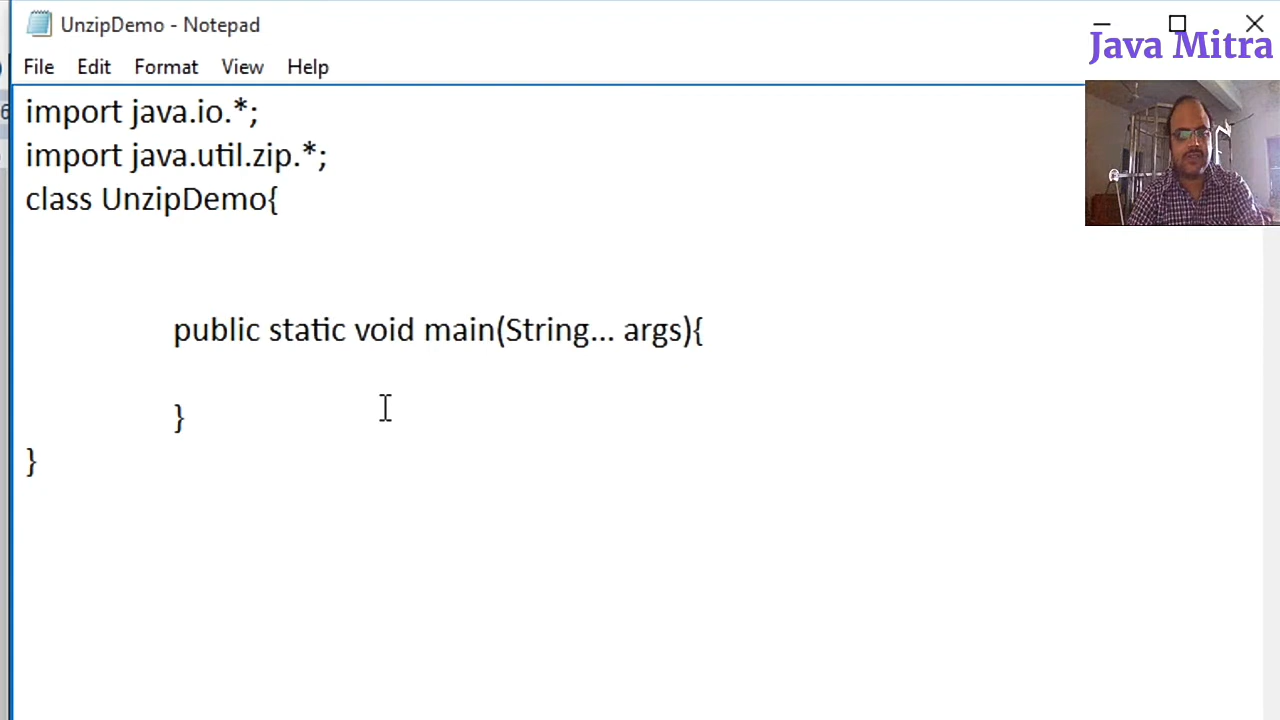 UnzipDemo - Notepad
Java Mitra
File Edit Format View Help
import java.io.*;
import java.util.zip.*;
class UnzipDemo{
public static void main(String... args){
}
}